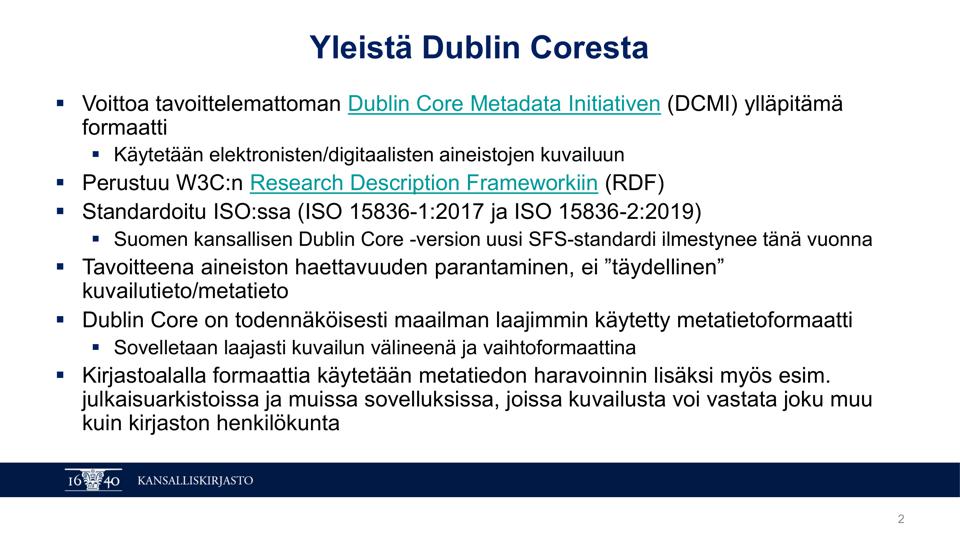 Yleistä Dublin Coresta
▪ Voittoa tavoittelemattoman Dublin Core Metadata Initiativen (DCMI) ylläpitämä
formaatti
▪ Käytetään elektronisten/digitaalisten aineistojen kuvailuun
▪ Perustuu W3C:n Research Description Frameworkiin (RDF)
▪ Standardoitu ISO:ssa (ISO 15836-1:2017 ja ISO 15836-2:2019)
▪ Suomen kansallisen Dublin Core -version uusi SFS-standardi ilmestynee tänä vuonna
▪ Tavoitteena aineiston haettavuuden parantaminen, ei ”täydellinen”
kuvailutieto/metatieto
▪ Dublin Core on todennäköisesti maailman laajimmin käytetty metatietoformaatti
▪ Sovelletaan laajasti kuvailun välineenä ja vaihtoformaattina
▪ Kirjastoalalla formaattia käytetään metatiedon haravoinnin lisäksi myös esim.
julkaisuarkistoissa ja muissa sovelluksissa, joissa kuvailusta voi vastata joku muu
kuin kirjaston henkilökunta
16 40 KANSALLISKIRJASTO
2